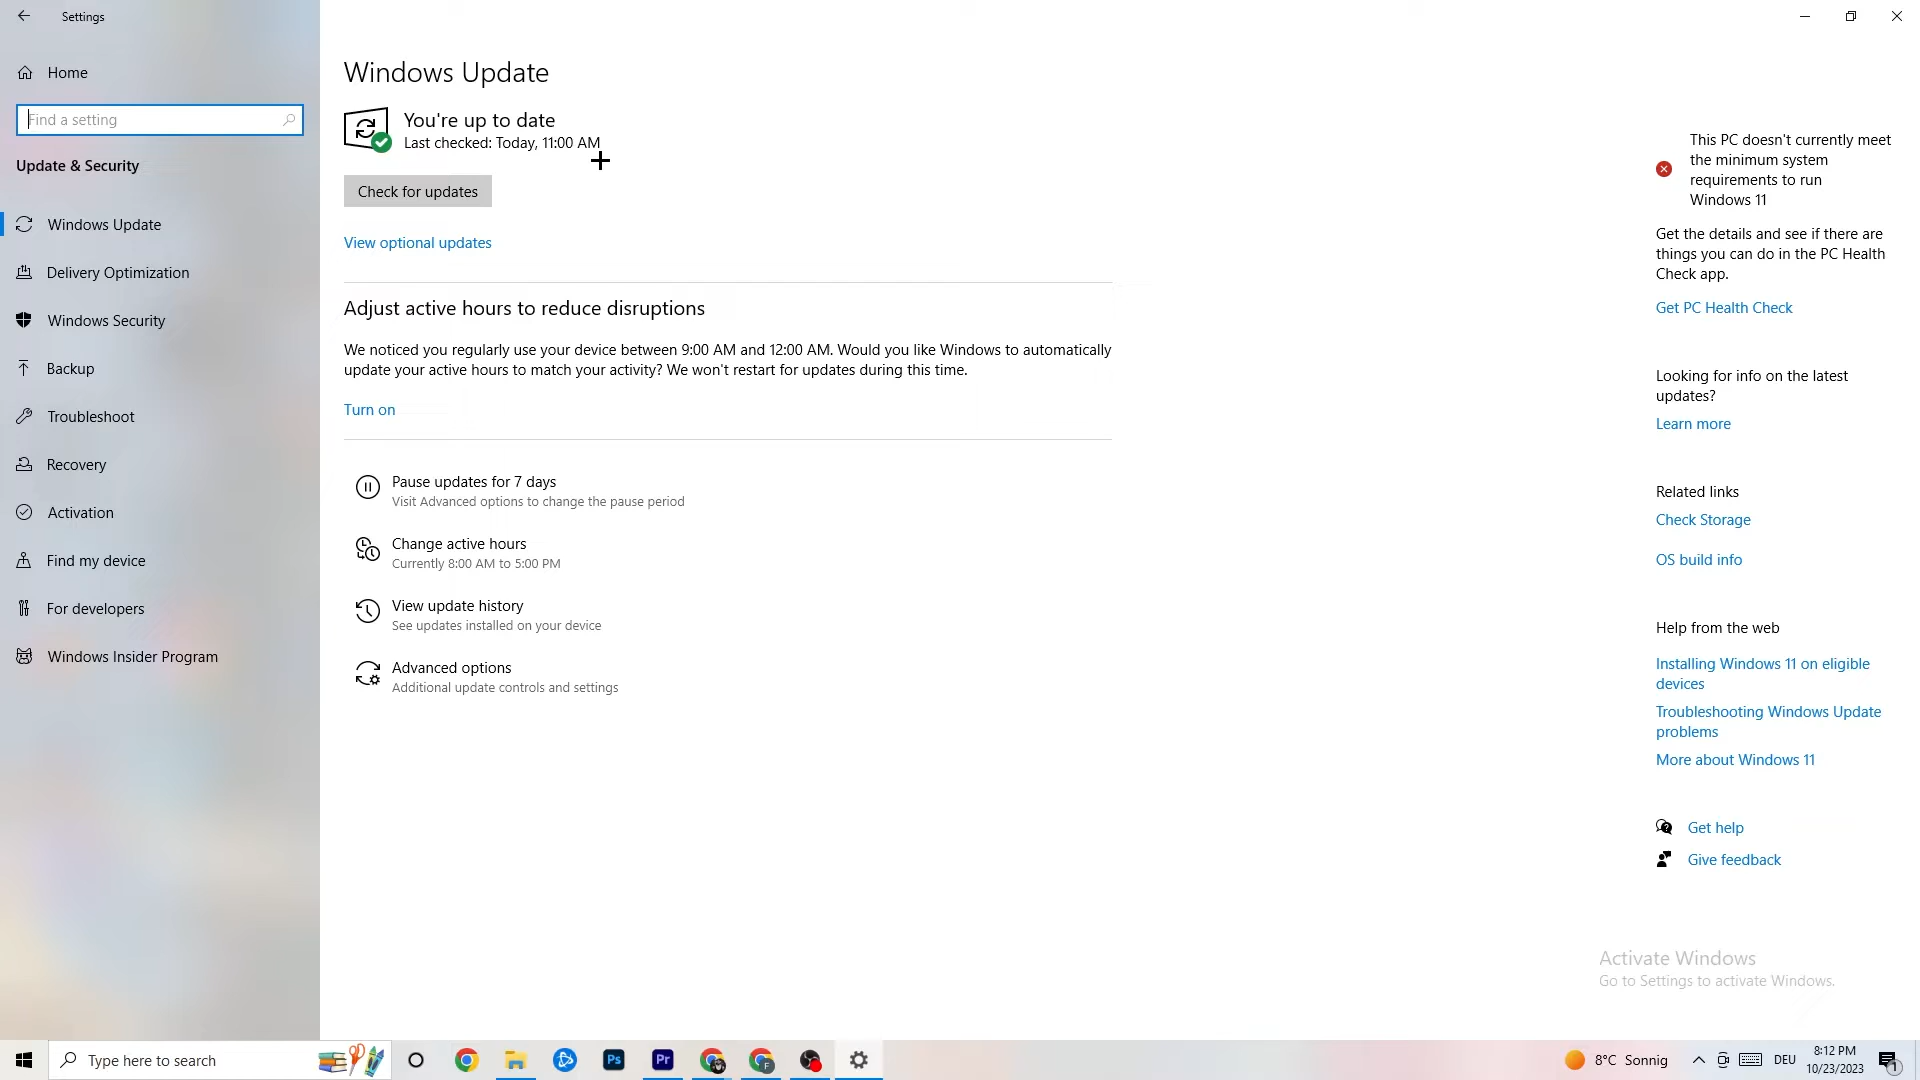 Settings
Home
Find a setting
Update & Security
Windows Update
Delivery Optimization
Windows Security
Backup
Troubleshoot
Recovery
Activation
Find my device
For developers
Windows Insider Program
Windows Update
You're up to date
Last checked: Today, 11:00 AM
Check for updates
View optional updates
Adjust active hours to reduce disruptions
We noticed you regularly use your device between 9:00 AM and 12:00 AM. Would you like Windows to automatically
update your active hours to match your activity? We won't restart for updates during this time.
Turn on
Pause updates for 7 days
Visit Advanced options to change the pause period
Change active hours
Currently 8:00 AM to 5:00 PM
View update history
See updates installed on your device
Advanced options
Additional update controls and settings
This PC doesn't currently meet
the minimum system
requirements to run
Windows 11
Get the details and see if there are
things you can do in the PC Health
Check app.
Get PC Health Check
Looking for info on the latest
updates?
Learn more
Related links
Check Storage
OS build info
Help from the web
Installing Windows 11 on eligible
devices
Troubleshooting Windows Update
problems
More about Windows 11
Get help
Give feedback
Activate Windows
Go to Settings to activate Windows.
Type here to search
Ps
Pr
F
8°C Sonnig
DEU
8:12 PM
10/23/2023
1